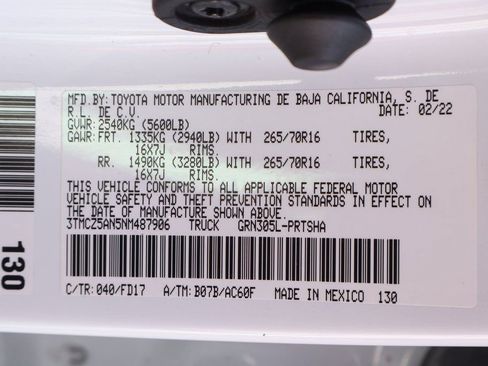 MFD.BY:TOYOTA MOTOR MANUFACTURING DE BAJA CALIFORNIA, S. DE
R.L. DE C.V. DATE: 02/22
GVWR: 2540KG (5600LB)
GAWR:FRT. 1335KG (2940LB) WITH 265/70R16 TIRES,
16X7J RIMS.
RR. 1490KG (3280LB) WITH 265/70R16 TIRES,
16X7J RIMS.
THIS VEHICLE CONFORMS TO ALL APPLICABLE FEDERAL MOTOR
VEHICLE SAFETY AND THEFT PREVENTION STANDARDS IN EFFECT ON
THE DATE OF MANUFACTURE SHOWN ABOVE.
3TMCZ5AN5NM487906 TRUCK GRN305L-PRTSHA
C/TR: 040/FD17 A/TM: B07B/AC60F MADE IN MEXICO 130
130